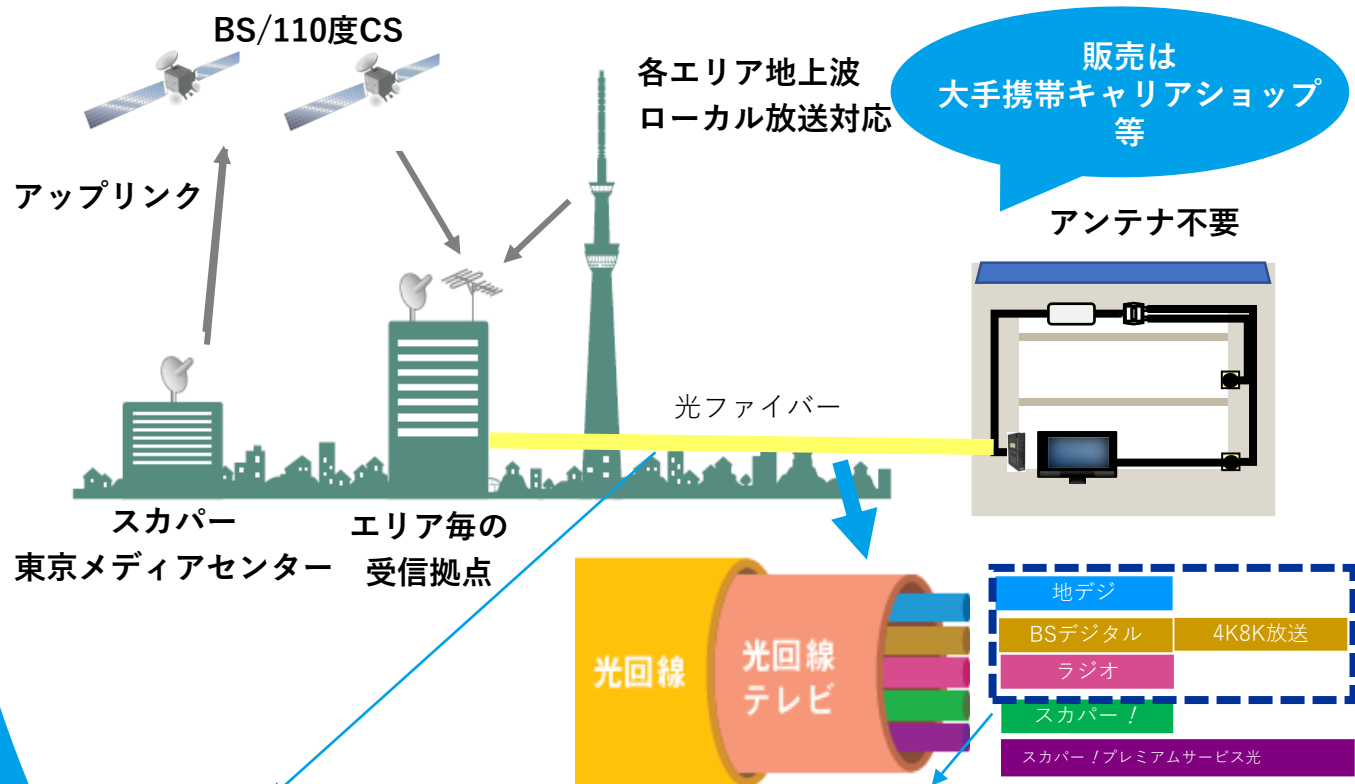 BS/110度CS
各エリア地上波
ローカル放送対応
販売は
大手携帯キャリアショップ
等
アップリンク
アンテナ不要
光ファイバー
スカパー
東京メディアセンター
エリア毎の
受信拠点
光回線
光回線
テレビ
地デジ
BSデジタル
4K8K放送
ラジオ
スカパー！
スカパー！プレミアムサービス光